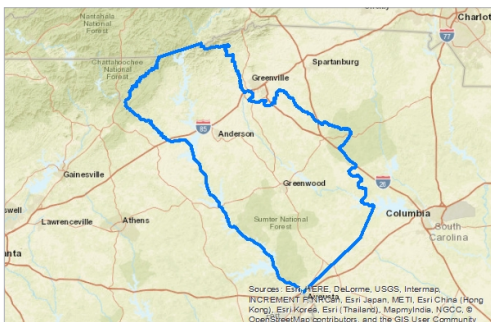 Nantahala
National
Forest
Charlot
77
Chattahoochee
National
Forest
Spartanburg
Greenville
85
Anderson
Gainesville
26
Greenwood
swell
Lawrenceville
Athens
Columbia
Sumter National
Forest
South
Carolina
anta
Augusta
Sources: Esri, HERE, DeLorme, USGS, Intermap,
INCREMENT P, NRCan, Esri Japan, METI, Esri China (Hong
Kong), Esri Korea, Esri (Thailand), MapmyIndia, NGCC, ©
OpenStreetMap contributors, and the GIS User Community